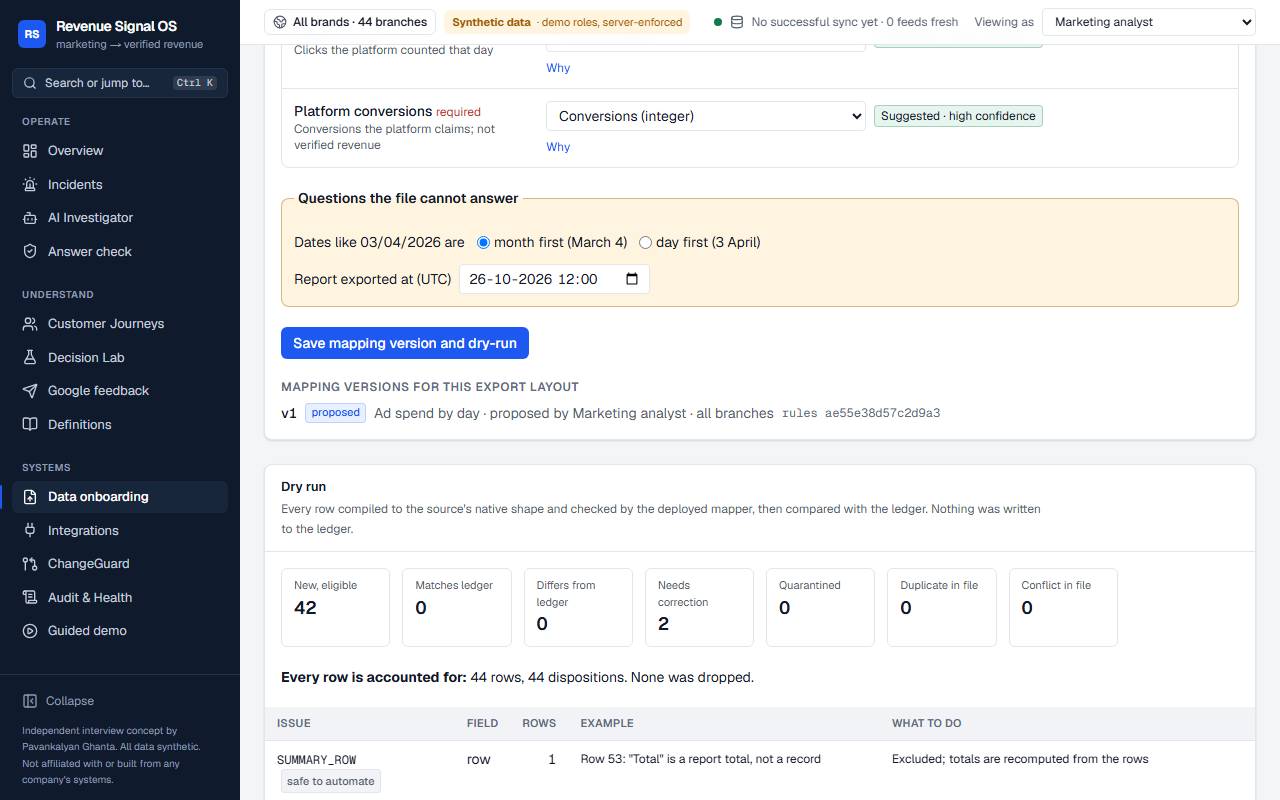 RS
Revenue Signal OS
marketing → verified revenue
Search or jump to…
Ctrl K
OPERATE
Overview
Incidents
AI Investigator
Answer check
UNDERSTAND
Customer Journeys
Decision Lab
Google feedback
Definitions
SYSTEMS
Data onboarding
Integrations
ChangeGuard
Audit & Health
Guided demo
Collapse
Independent interview concept by
Pavankalyan Ghanta. All data synthetic.
Not affiliated with or built from any
company's systems.
All brands · 44 branches
Synthetic data · demo roles, server-enforced
No successful sync yet · 0 feeds fresh
Viewing as
Marketing analyst
Clicks the platform counted that day
Why
Platform conversions required
Conversions the platform claims; not
verified revenue
Conversions (integer)
Suggested · high confidence
Why
Questions the file cannot answer
Dates like 03/04/2026 are month first (March 4) day first (3 April)
Report exported at (UTC) 26-10-2026 12:00
Save mapping version and dry-run
MAPPING VERSIONS FOR THIS EXPORT LAYOUT
v1 proposed Ad spend by day · proposed by Marketing analyst · all branches rules ae55e38d57c2d9a3
Dry run
Every row compiled to the source's native shape and checked by the deployed mapper, then compared with the ledger. Nothing was written
to the ledger.
New, eligible
42
Matches ledger
0
Differs from
ledger
0
Needs
correction
2
Quarantined
0
Duplicate in file
0
Conflict in file
0
Every row is accounted for: 44 rows, 44 dispositions. None was dropped.
ISSUE FIELD ROWS EXAMPLE WHAT TO DO
SUMMARY_ROW row 1 Row 53: "Total" is a report total, not a record Excluded; totals are recomputed from the rows
safe to automate